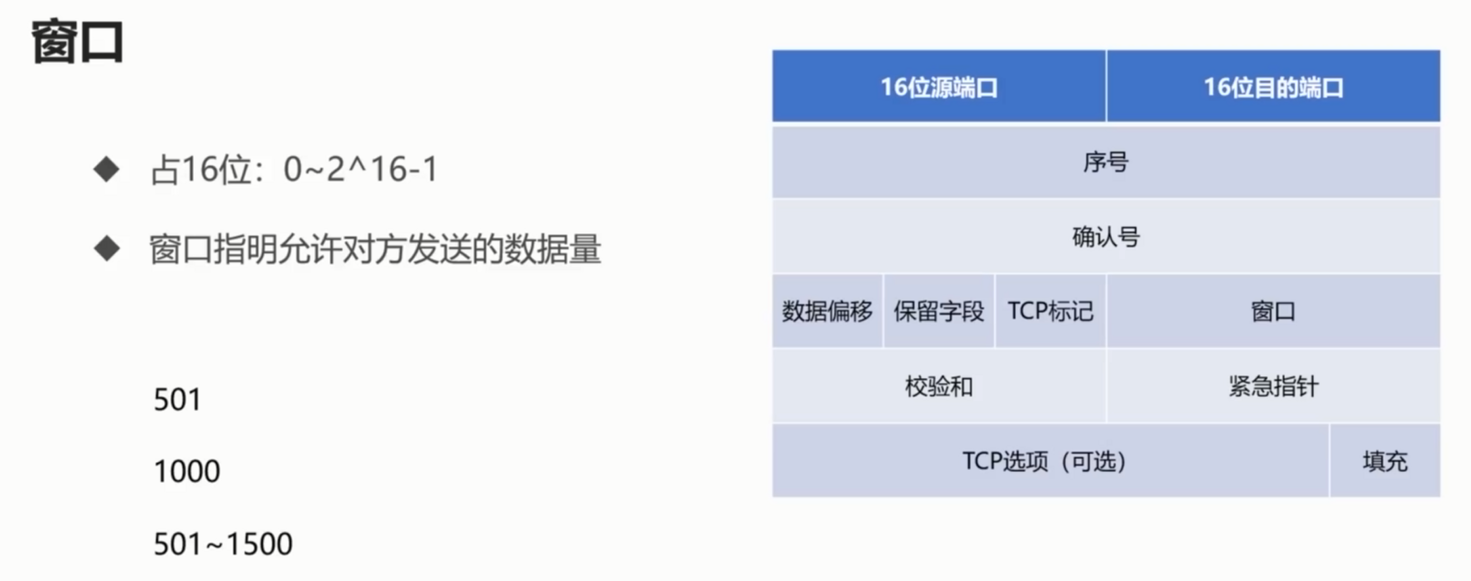 窗口
占16位：0~2^16-1
窗口指明允许对方发送的数据量
501
1000
501~1500
16位源端口 16位目的端口
序号
确认号
数据偏移 保留字段 TCP标记 窗口
校验和 紧急指针
TCP选项（可选） 填充